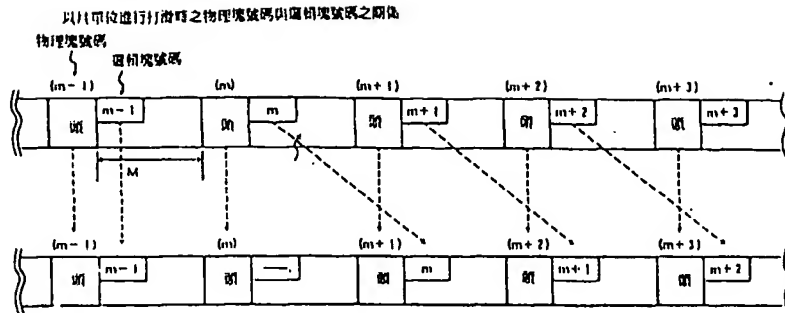 以片單位進行打滑時之物理塊號碼與邏輯塊號碼之關係
物理塊號碼
邏輯塊號碼
(m-1) (m) (m+1) (m+2) (m+3)
m-1 m m+1 m+2 m+3
M
(m-1) (m) (m+1) (m+2) (m+3)
m-1 — m m+1 m+2